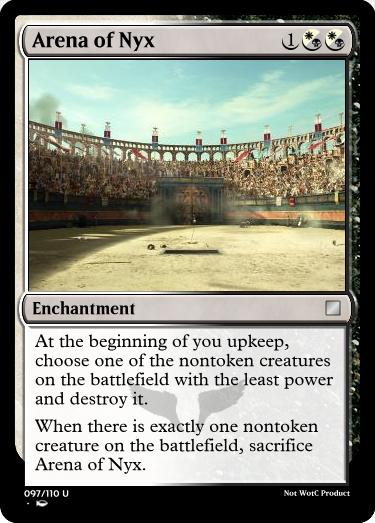 Arena of Nyx
1
Enchantment
At the beginning of you upkeep,
choose one of the nontoken creatures
on the battlefield with the least power
and destroy it.
When there is exactly one nontoken
creature on the battlefield, sacrifice
Arena of Nyx.
097/110 U
Not WotC Product